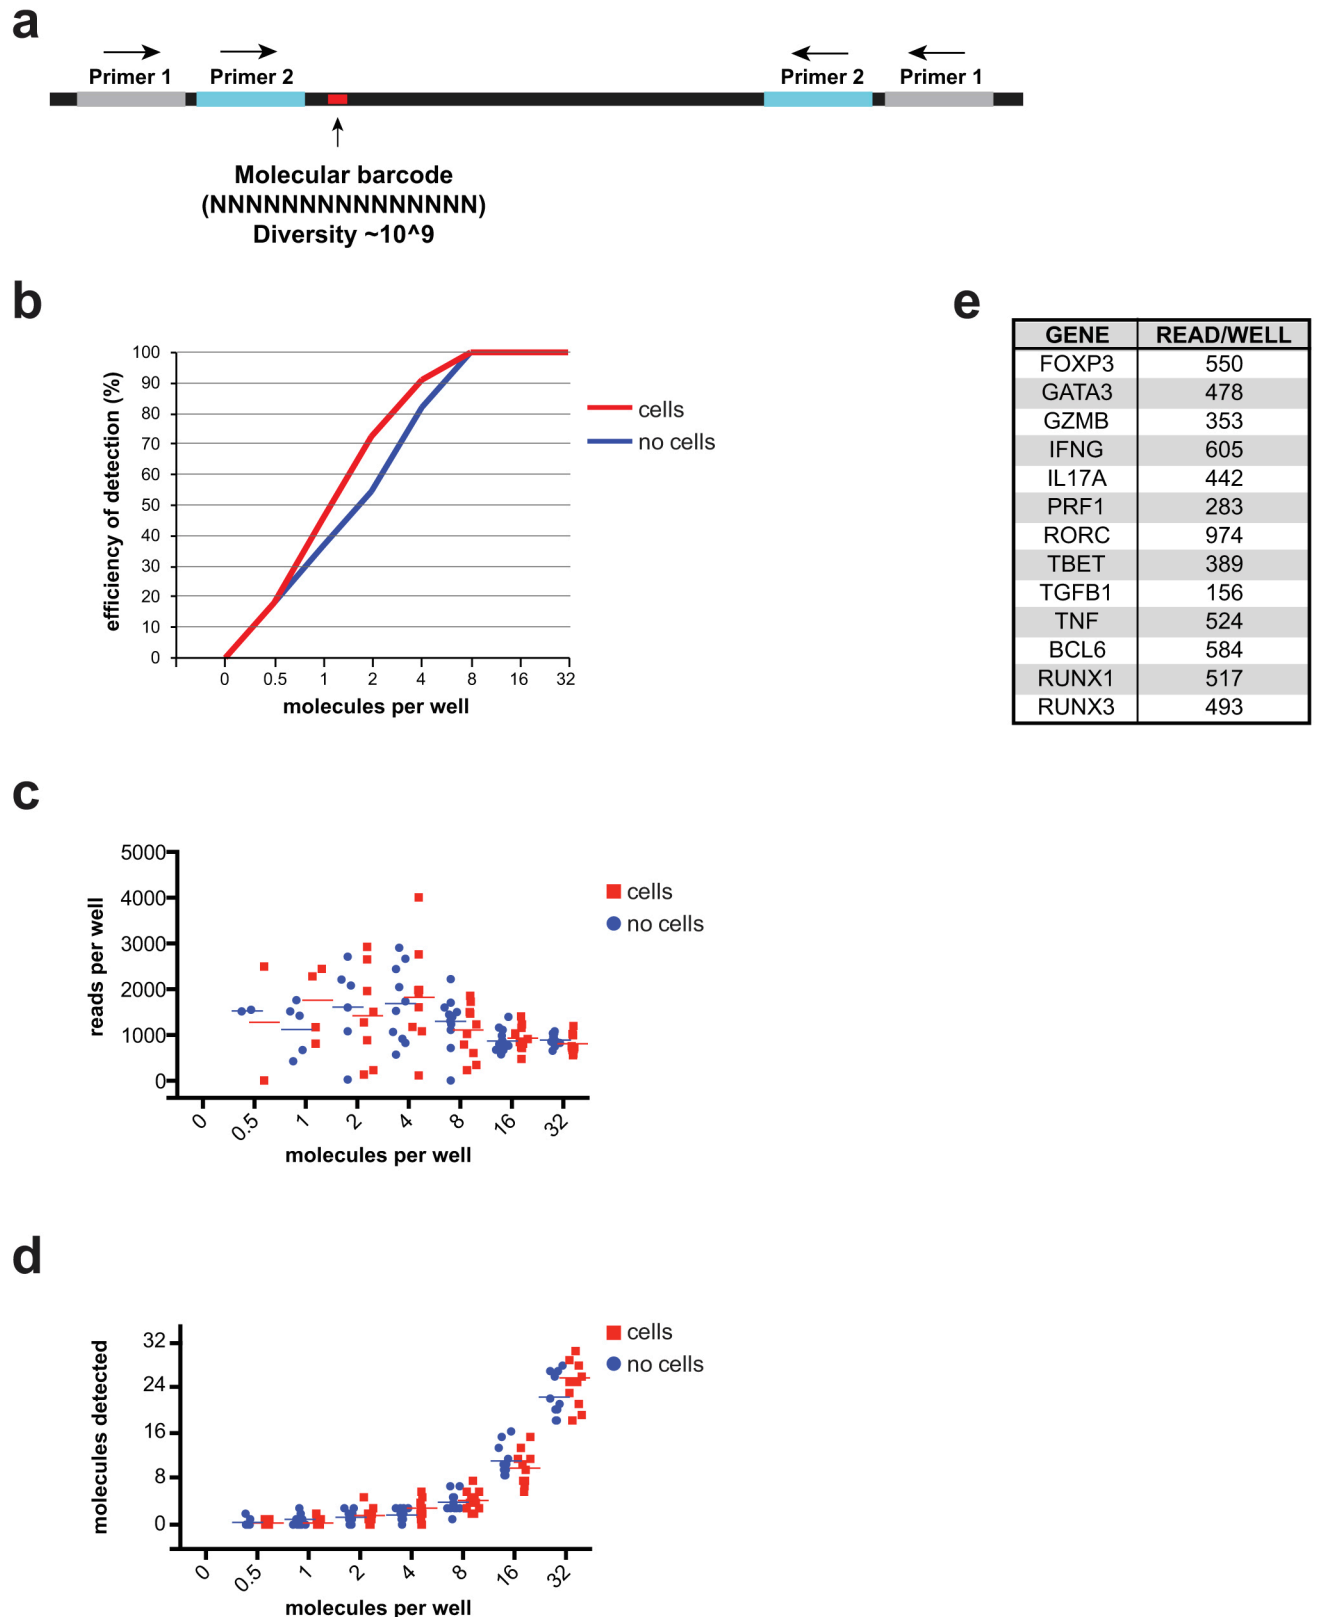 a
Primer 1
Primer 2
Primer 2
Primer 1
Molecular barcode
(NNNNNNNNNNNNNNN)
Diversity ~10^9
b
efficiency of detection (%)
100
90
80
70
60
50
40
30
20
10
0
0 0.5 1 2 4 8 16 32
molecules per well
cells
no cells
e
GENE READ/WELL
FOXP3 550
GATA3 478
GZMB 353
IFNG 605
IL17A 442
PRF1 283
RORC 974
TBET 389
TGFB1 156
TNF 524
BCL6 584
RUNX1 517
RUNX3 493
c
reads per well
5000
4000
3000
2000
1000
0
0 0.5 1 2 4 8 16 32
molecules per well
cells
no cells
d
molecules detected
32
24
16
8
0
0 0.5 1 2 4 8 16 32
molecules per well
cells
no cells